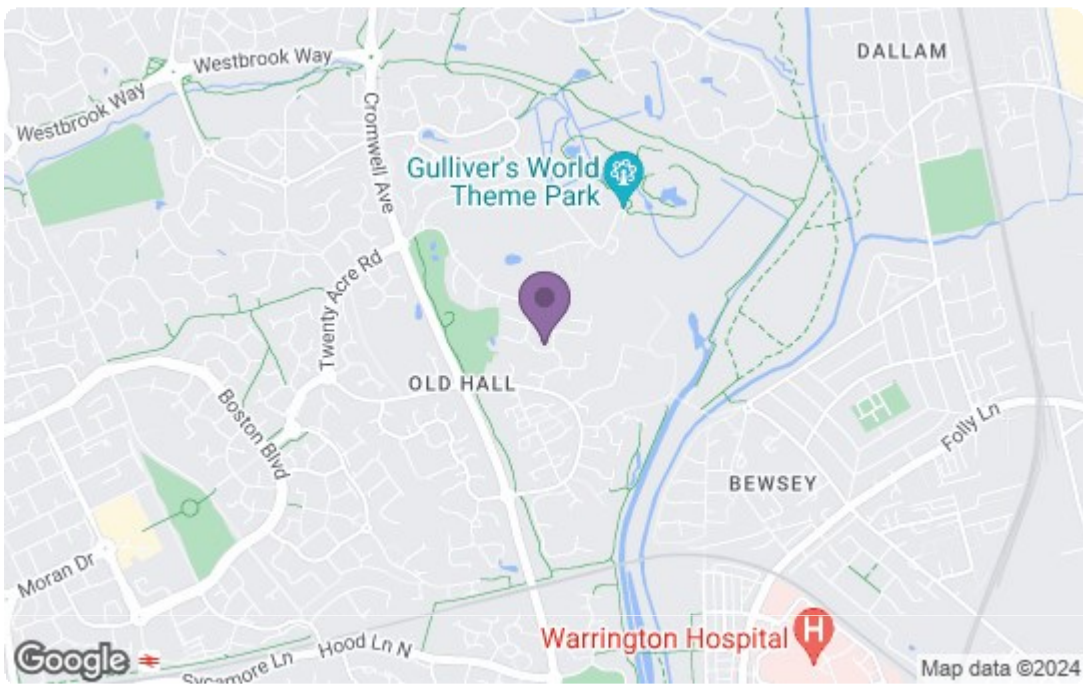 DALLAM
Westbrook Way
Westbrook Way
Cromwell Ave
Gulliver's World
Theme Park
Twenty Acre Rd
OLD HALL
Boston Blvd
Folly Ln
BEWSEY
Moran Dr
Warrington Hospital
H
Hood Ln N
Sycamore Ln
Google
Map data ©2024